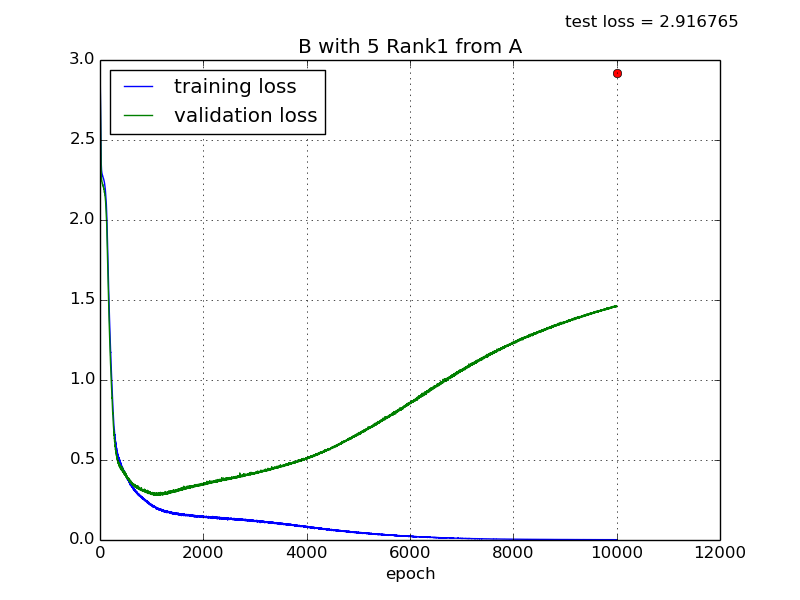 test loss = 2.916765
B with 5 Rank1 from A
training loss
validation loss
3.0
2.5
2.0
1.5
1.0
0.5
0.0
0 2000 4000 6000 8000 10000 12000
epoch